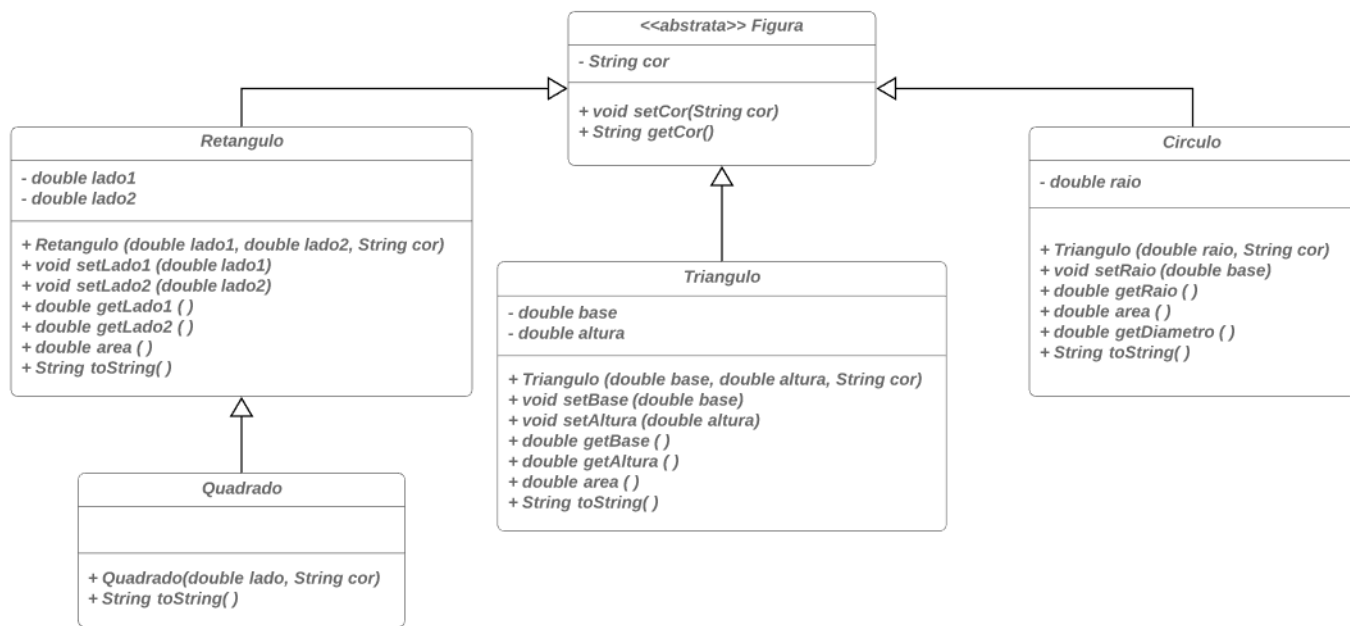 <<abstrata>> Figura
- String cor
+ void setCor(String cor)
+ String getCor()
Retangulo
- double lado1
- double lado2
+ Retangulo (double lado1, double lado2, String cor)
+ void setLado1 (double lado1)
+ void setLado2 (double lado2)
+ double getLado1 ( )
+ double getLado2 ( )
+ double area ( )
+ String toString( )
Circulo
- double raio
+ Triangulo (double raio, String cor)
+ void setRaio (double base)
+ double getRaio ( )
+ double area ( )
+ double getDiametro ( )
+ String toString( )
Triangulo
- double base
- double altura
+ Triangulo (double base, double altura, String cor)
+ void setBase (double base)
+ void setAltura (double altura)
+ double getBase ( )
+ double getAltura ( )
+ double area ( )
+ String toString( )
Quadrado
+ Quadrado(double lado, String cor)
+ String toString( )